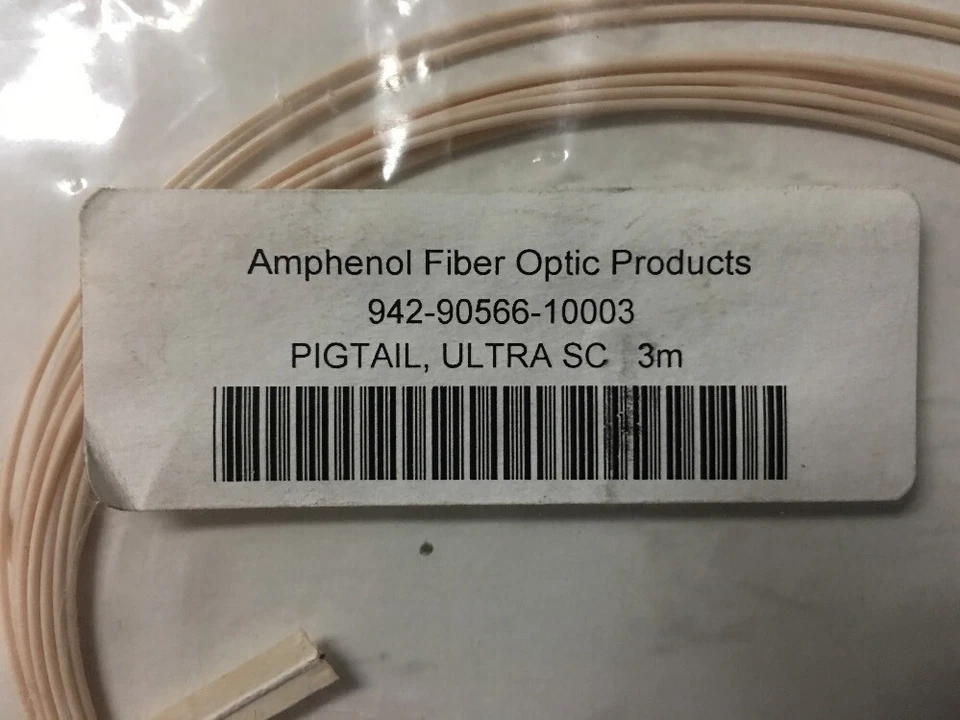 Amphenol Fiber Optic Products
942-90566-10003
PIGTAIL, ULTRA SC 3m